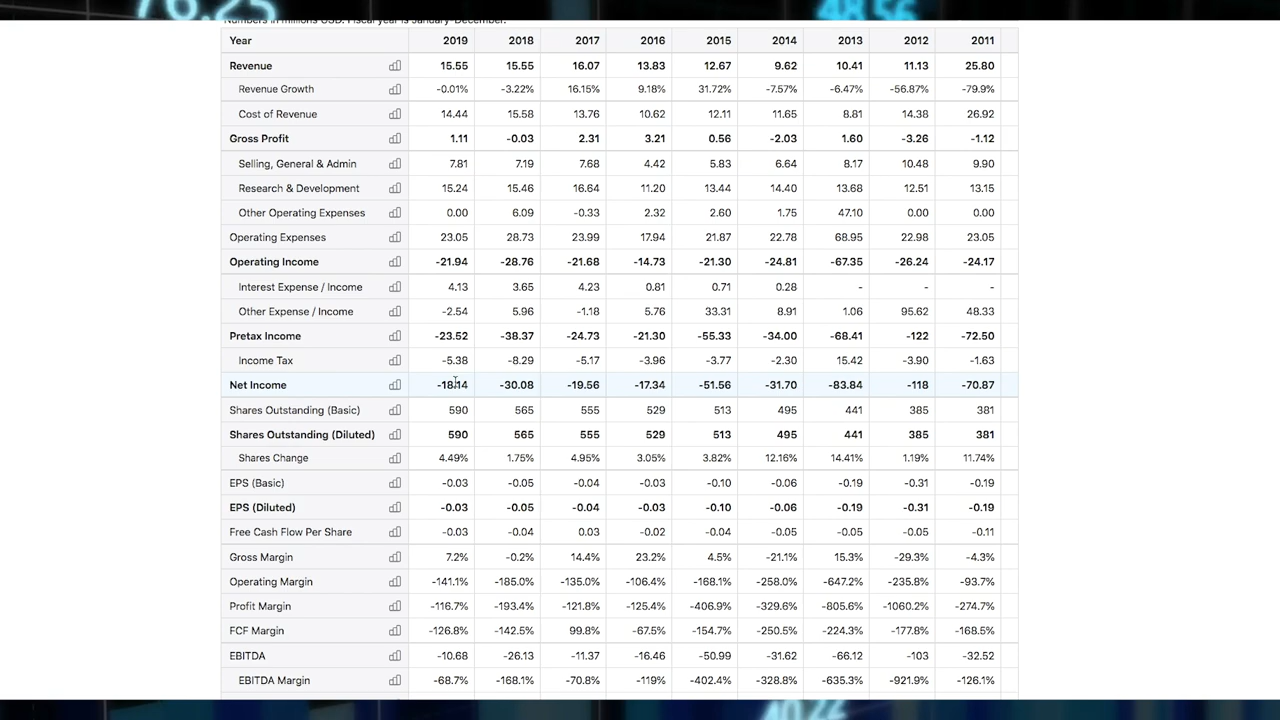 76.25
48.56
Numbers in millions USD. Fiscal year is January-December.
Year 2019 2018 2017 2016 2015 2014 2013 2012 2011
Revenue 15.55 15.55 16.07 13.83 12.67 9.62 10.41 11.13 25.80
Revenue Growth -0.01% -3.22% 16.15% 9.18% 31.72% -7.57% -6.47% -56.87% -79.9%
Cost of Revenue 14.44 15.58 13.76 10.62 12.11 11.65 8.81 14.38 26.92
Gross Profit 1.11 -0.03 2.31 3.21 0.56 -2.03 1.60 -3.26 -1.12
Selling, General & Admin 7.81 7.19 7.68 4.42 5.83 6.64 8.17 10.48 9.90
Research & Development 15.24 15.46 16.64 11.20 13.44 14.40 13.68 12.51 13.15
Other Operating Expenses 0.00 6.09 -0.33 2.32 2.60 1.75 47.10 0.00 0.00
Operating Expenses 23.05 28.73 23.99 17.94 21.87 22.78 68.95 22.98 23.05
Operating Income -21.94 -28.76 -21.68 -14.73 -21.30 -24.81 -67.35 -26.24 -24.17
Interest Expense / Income 4.13 3.65 4.23 0.81 0.71 0.28 - - -
Other Expense / Income -2.54 5.96 -1.18 5.76 33.31 8.91 1.06 95.62 48.33
Pretax Income -23.52 -38.37 -24.73 -21.30 -55.33 -34.00 -68.41 -122 -72.50
Income Tax -5.38 -8.29 -5.17 -3.96 -3.77 -2.30 15.42 -3.90 -1.63
Net Income -18.14 -30.08 -19.56 -17.34 -51.56 -31.70 -83.84 -118 -70.87
Shares Outstanding (Basic) 590 565 555 529 513 495 441 385 381
Shares Outstanding (Diluted) 590 565 555 529 513 495 441 385 381
Shares Change 4.49% 1.75% 4.95% 3.05% 3.82% 12.16% 14.41% 1.19% 11.74%
EPS (Basic) -0.03 -0.05 -0.04 -0.03 -0.10 -0.06 -0.19 -0.31 -0.19
EPS (Diluted) -0.03 -0.05 -0.04 -0.03 -0.10 -0.06 -0.19 -0.31 -0.19
Free Cash Flow Per Share -0.03 -0.04 0.03 -0.02 -0.04 -0.05 -0.05 -0.05 -0.11
Gross Margin 7.2% -0.2% 14.4% 23.2% 4.5% -21.1% 15.3% -29.3% -4.3%
Operating Margin -141.1% -185.0% -135.0% -106.4% -168.1% -258.0% -647.2% -235.8% -93.7%
Profit Margin -116.7% -193.4% -121.8% -125.4% -406.9% -329.6% -805.6% -1060.2% -274.7%
FCF Margin -126.8% -142.5% 99.8% -67.5% -154.7% -250.5% -224.3% -177.8% -168.5%
EBITDA -10.68 -26.13 -11.37 -16.46 -50.99 -31.62 -66.12 -103 -32.52
EBITDA Margin -68.7% -168.1% -70.8% -119% -402.4% -328.8% -635.3% -921.9% -126.1%
40.22